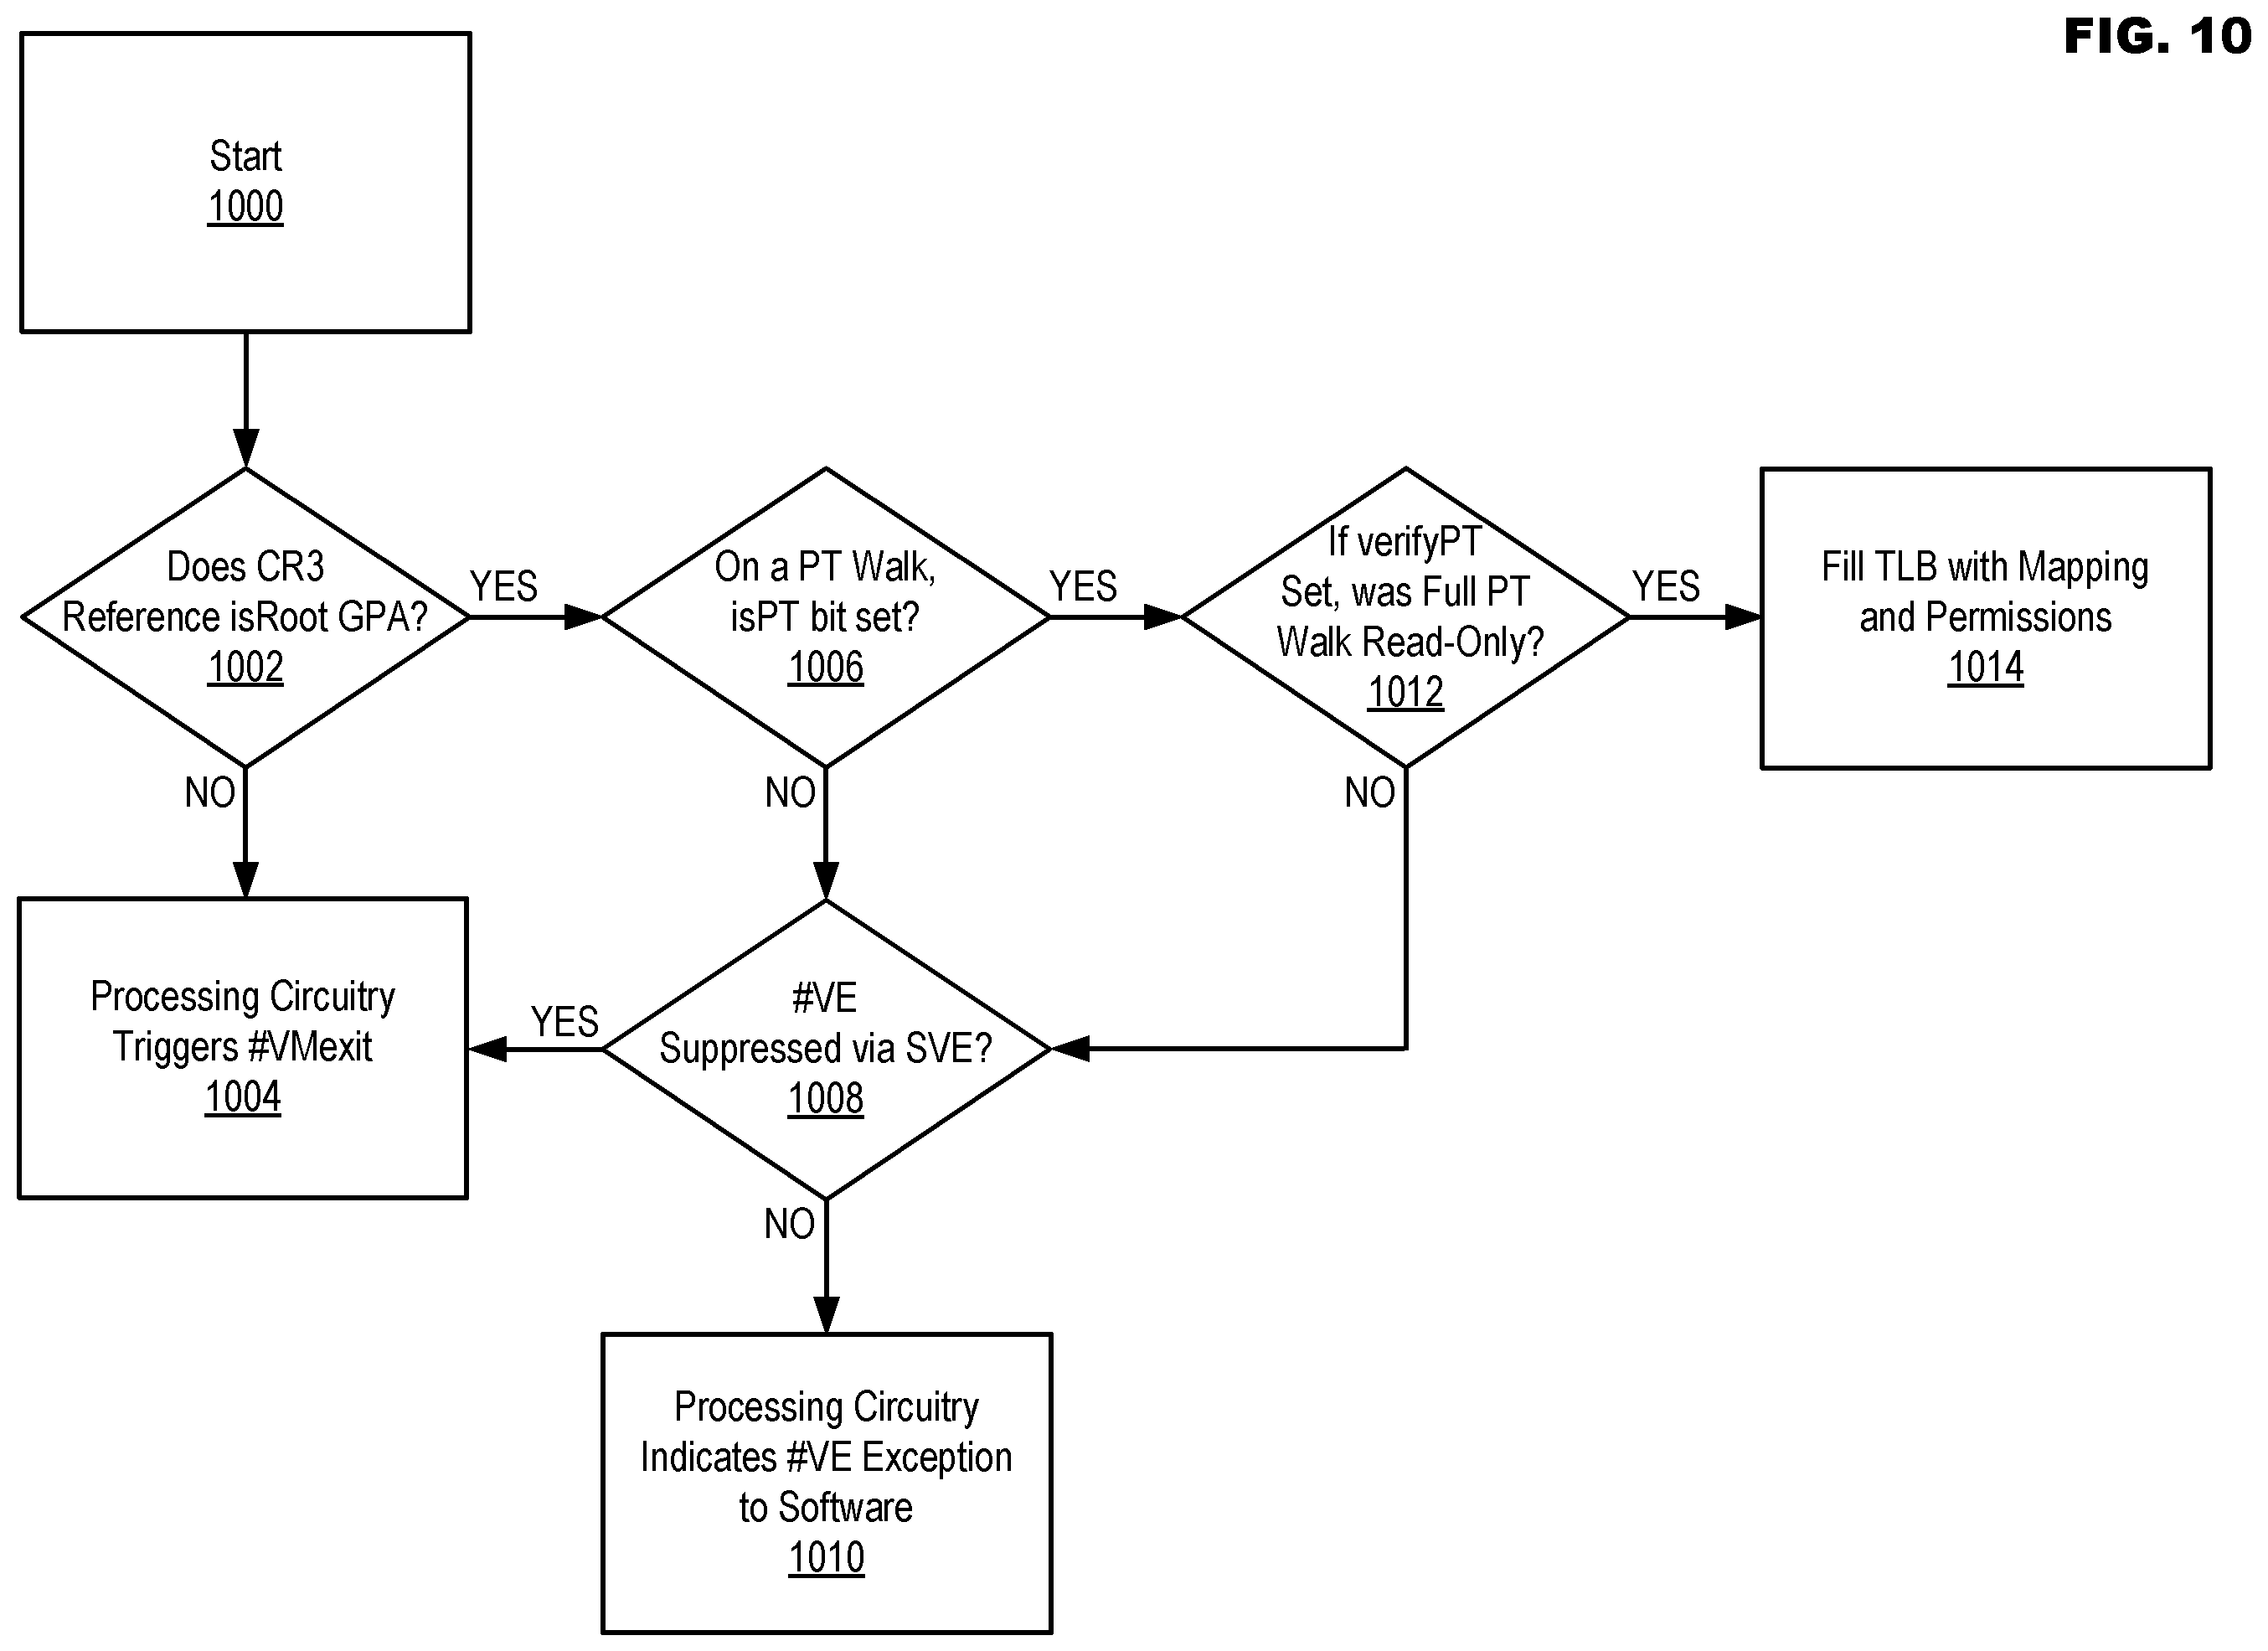 FIG. 10
Start
1000
Does CR3
Reference isRoot GPA?
1002
YES
NO
On a PT Walk,
isPT bit set?
1006
YES
NO
If verifyPT
Set, was Full PT
Walk Read-Only?
1012
YES
NO
Fill TLB with Mapping
and Permissions
1014
Processing Circuitry
Triggers #VMexit
1004
YES
#VE
Suppressed via SVE?
1008
NO
Processing Circuitry
Indicates #VE Exception
to Software
1010